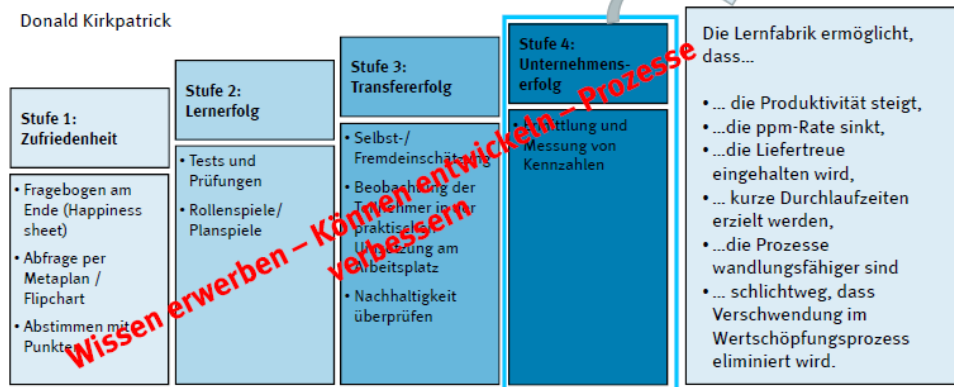 Donald Kirkpatrick
Stufe 1:
Zufriedenheit
• Fragebogen am
Ende (Happiness
sheet)
• Abfrage per
Metaplan /
Flipchart
• Abstimmen mit
Punkten
Stufe 2:
Lernerfolg
• Tests und
Prüfungen
• Rollenspiele/
Planspiele
Stufe 3:
Transfererfolg
• Selbst-/
Fremdeinschätzung
• Beobachtung der
Teilnehmer in der
praktischen
Umsetzung am
Arbeitsplatz
• Nachhaltigkeit
überprüfen
Stufe 4:
Unternehmens-
erfolg
• Ermittlung und
Messung von
Kennzahlen
Wissen erwerben – Können entwickeln – Prozesse
verbessern
Die Lernfabrik ermöglicht,
dass...
• ... die Produktivität steigt,
• ...die ppm-Rate sinkt,
• ...die Liefertreue
eingehalten wird,
• ... kurze Durchlaufzeiten
erzielt werden,
• ...die Prozesse
wandlungsfähiger sind
• ... schlichtweg, dass
Verschwendung im
Wertschöpfungsprozess
eliminiert wird.